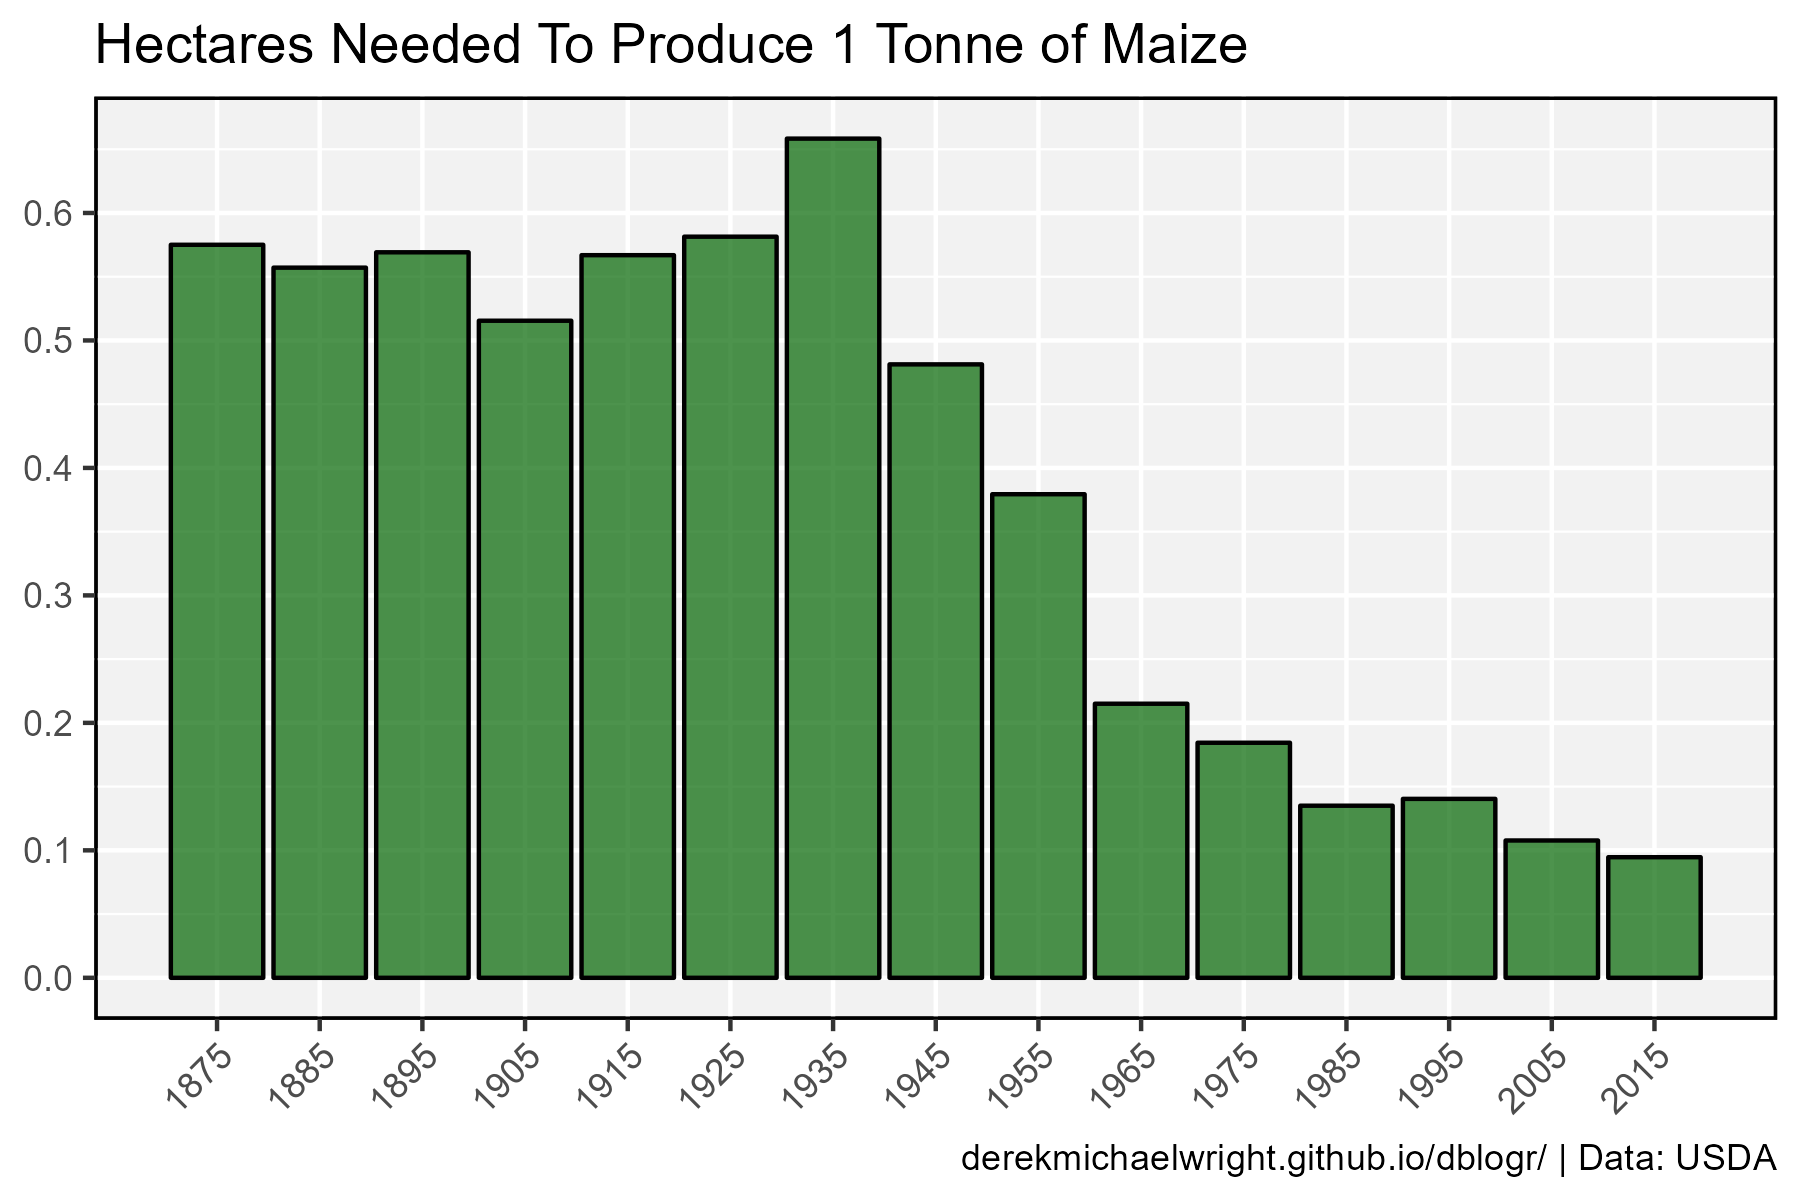 Hectares Needed To Produce 1 Tonne of Maize
0.6
0.5
0.4
0.3
0.2
0.1
0.0
1875 1885 1895 1905 1915 1925 1935 1945 1955 1965 1975 1985 1995 2005 2015
derekmichaelwright.github.io/dblogr/ | Data: USDA